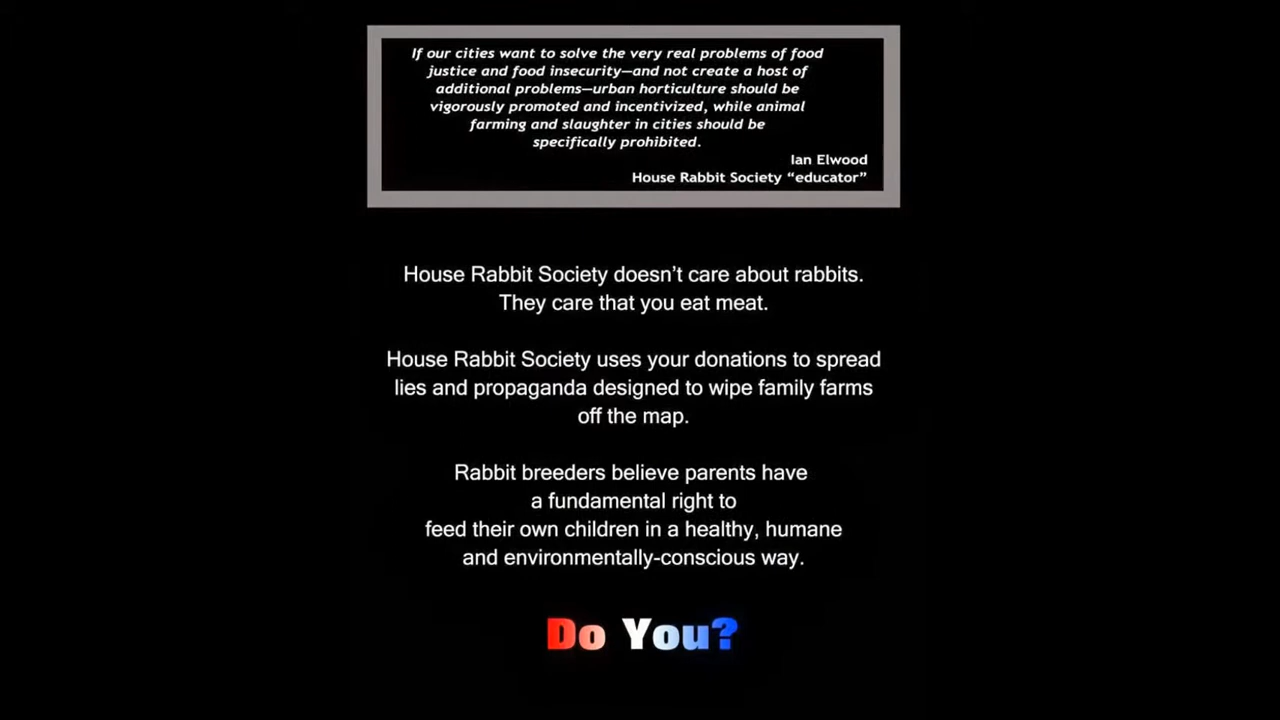 If our cities want to solve the very real problems of food
justice and food insecurity—and not create a host of
additional problems—urban horticulture should be
vigorously promoted and incentivized, while animal
farming and slaughter in cities should be
specifically prohibited.
Ian Elwood
House Rabbit Society “educator”
House Rabbit Society doesn’t care about rabbits.
They care that you eat meat.
House Rabbit Society uses your donations to spread
lies and propaganda designed to wipe family farms
off the map.
Rabbit breeders believe parents have
a fundamental right to
feed their own children in a healthy, humane
and environmentally-conscious way.
Do You?